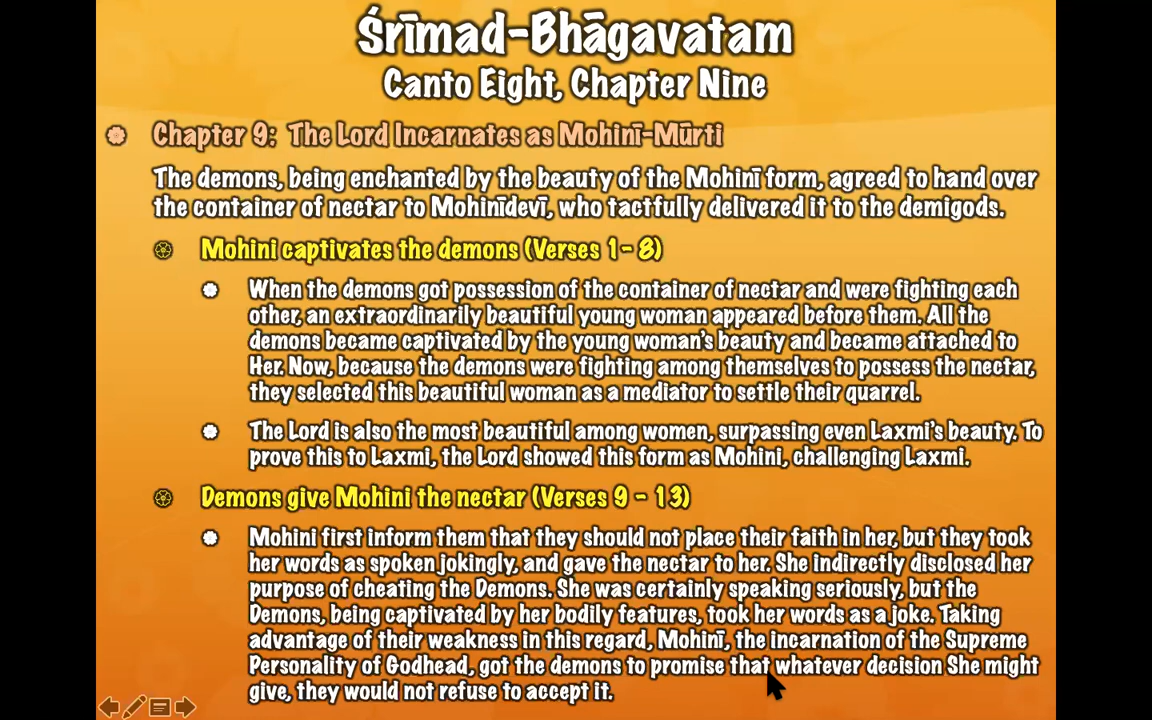 Śrīmad-Bhāgavatam
Canto Eight, Chapter Nine
Chapter 9: The Lord Incarnates as Mohinī-Mūrti
The demons, being enchanted by the beauty of the Mohinī form, agreed to hand over
the container of nectar to Mohinīdevī, who tactfully delivered it to the demigods.
Mohini captivates the demons (Verses 1- 8)
When the demons got possession of the container of nectar and were fighting each
other, an extraordinarily beautiful young woman appeared before them. All the
demons became captivated by the young woman's beauty and became attached to
Her. Now, because the demons were fighting among themselves to possess the nectar,
they selected this beautiful woman as a mediator to settle their quarrel.
The Lord is also the most beautiful among women, surpassing even Laxmi's beauty. To
prove this to Laxmi, the Lord showed this form as Mohini, challenging Laxmi.
Demons give Mohini the nectar (Verses 9 - 13)
Mohini first inform them that they should not place their faith in her, but they took
her words as spoken jokingly, and gave the nectar to her. She indirectly disclosed her
purpose of cheating the Demons. She was certainly speaking seriously, but the
Demons, being captivated by her bodily features, took her words as a joke. Taking
advantage of their weakness in this regard, Mohinī, the incarnation of the Supreme
Personality of Godhead, got the demons to promise that whatever decision She might
give, they would not refuse to accept it.